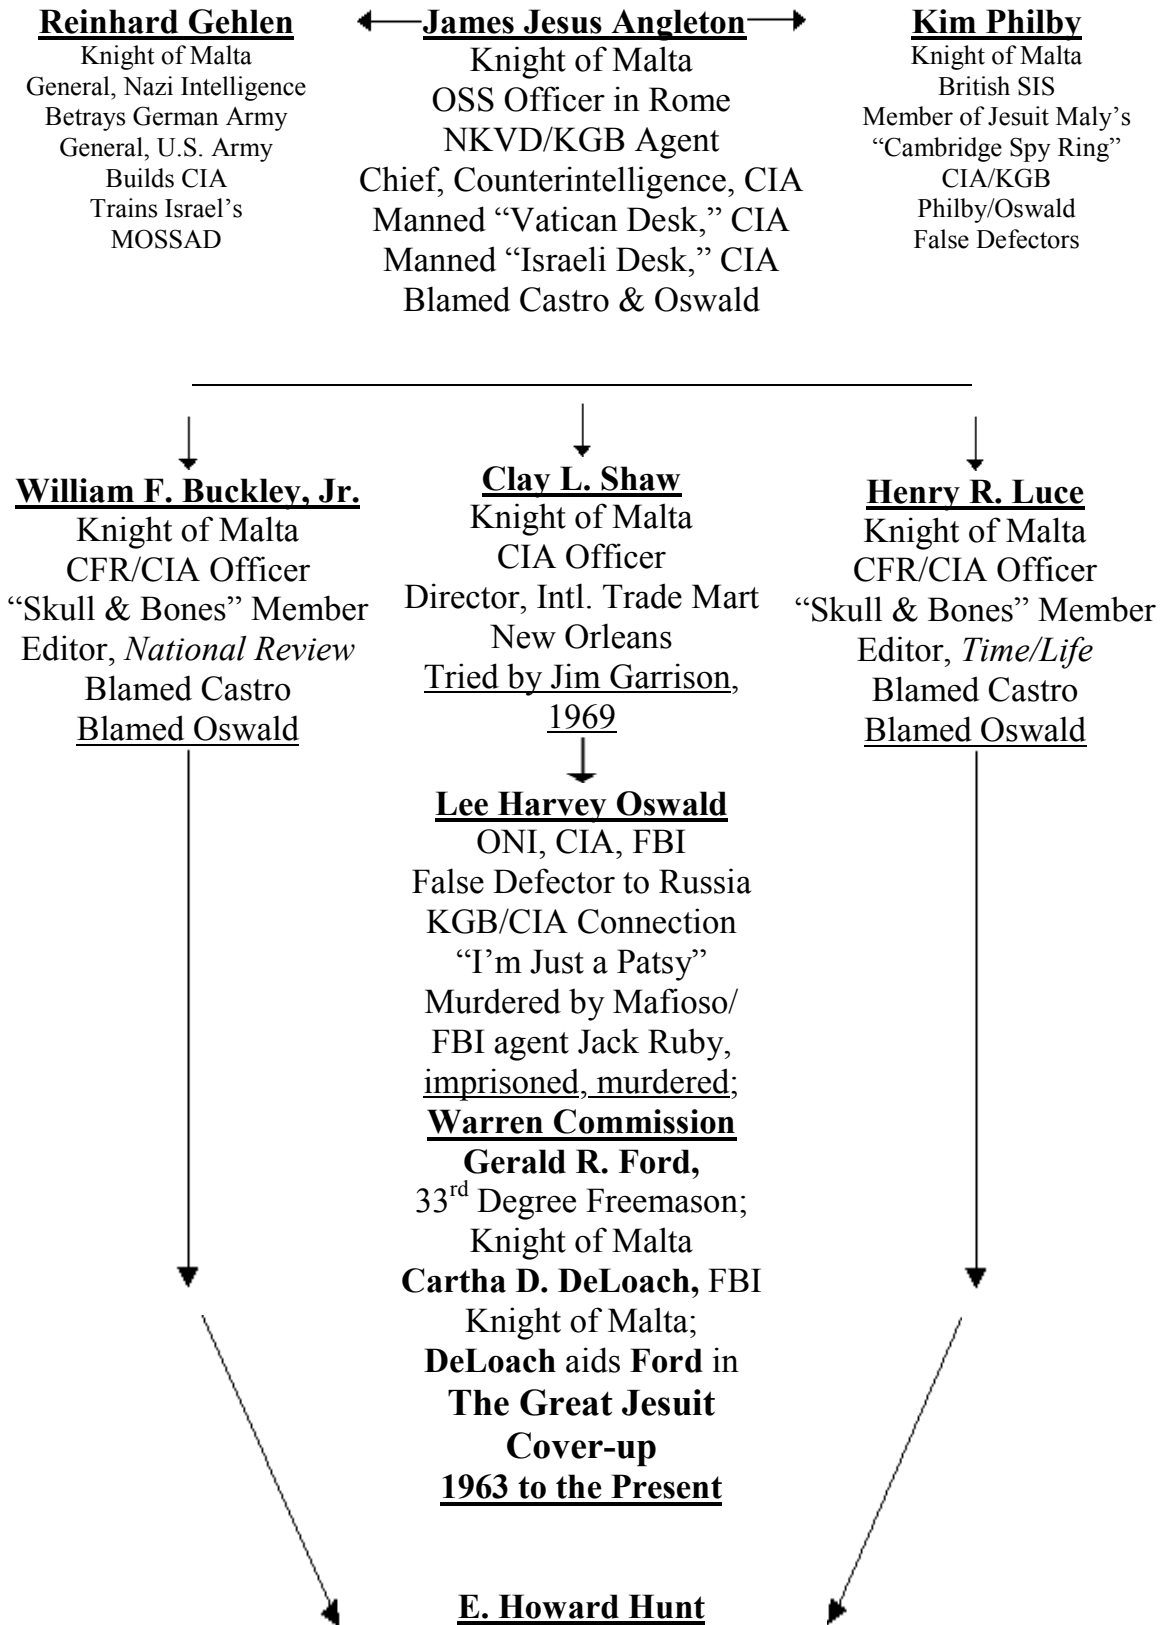 Reinhard Gehlen
Knight of Malta
General, Nazi Intelligence
Betrays German Army
General, U.S. Army
Builds CIA
Trains Israel's
MOSSAD
James Jesus Angleton
Knight of Malta
OSS Officer in Rome
NKVD/KGB Agent
Chief, Counterintelligence, CIA
Manned “Vatican Desk,” CIA
Manned “Israeli Desk,” CIA
Blamed Castro & Oswald
Kim Philby
Knight of Malta
British SIS
Member of Jesuit Maly’s
“Cambridge Spy Ring”
CIA/KGB
Philby/Oswald
False Defectors
William F. Buckley, Jr.
Knight of Malta
CFR/CIA Officer
“Skull & Bones” Member
Editor, National Review
Blamed Castro
Blamed Oswald
Clay L. Shaw
Knight of Malta
CIA Officer
Director, Intl. Trade Mart
New Orleans
Tried by Jim Garrison,
1969
Henry R. Luce
Knight of Malta
CFR/CIA Officer
“Skull & Bones” Member
Editor, Time/Life
Blamed Castro
Blamed Oswald
Lee Harvey Oswald
ONI, CIA, FBI
False Defector to Russia
KGB/CIA Connection
“I’m Just a Patsy”
Murdered by Mafioso/
FBI agent Jack Ruby,
imprisoned, murdered;
Warren Commission
Gerald R. Ford,
33rd Degree Freemason;
Knight of Malta
Cartha D. DeLoach, FBI
Knight of Malta;
DeLoach aids Ford in
The Great Jesuit
Cover-up
1963 to the Present
E. Howard Hunt